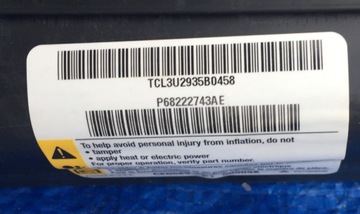 TCL3U2935B0458
P68222743AE
To help avoid personal injury from inflation, do not
• tamper
• apply heat or electric power
For proper operation, verify part number.